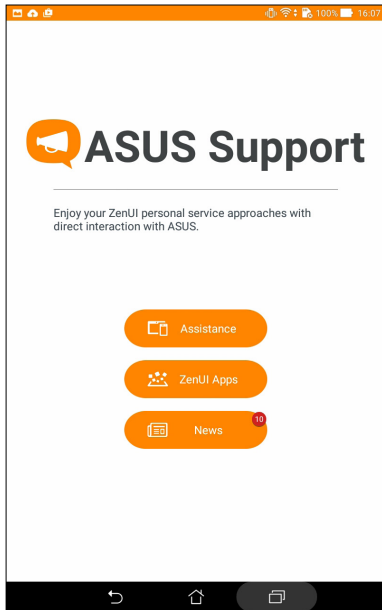 100% 16:07
ASUS Support
Enjoy your ZenUI personal service approaches with
direct interaction with ASUS.
Assistance
ZenUI Apps
10
News